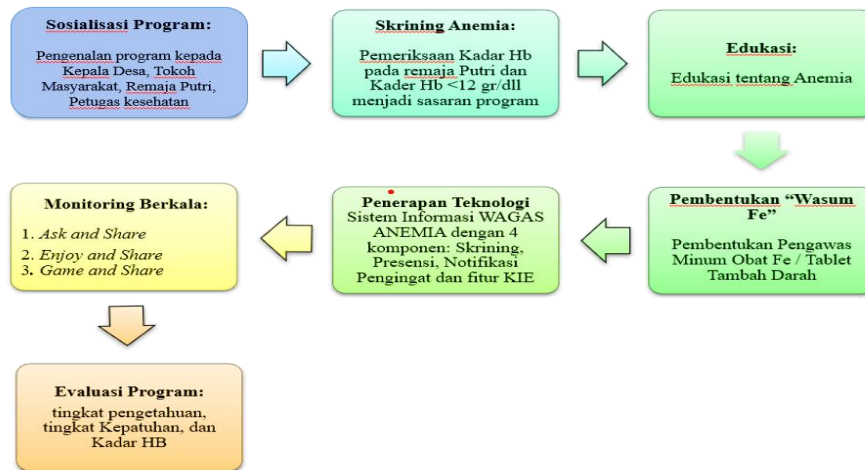 Sosialisasi Program:
Pengenalan program kepada
Kepala Desa, Tokoh
Masyarakat, Remaja Putri,
Petugas kesehatan
Skrining Anemia:
Pemeriksaan Kadar Hb
pada remaja Putri dan
Kader Hb <12 gr/dll
menjadi sasaran program
Edukasi:
Edukasi tentang Anemia
Pembentukan “Wasum
Fe”
Pembentukan Pengawas
Minum Obat Fe / Tablet
Tambah Darah
Penerapan Teknologi
Sistem Informasi WAGAS
ANEMIA dengan 4
komponen: Skrining,
Presensi, Notifikasi
Pengingat dan fitur KIE
Monitoring Berkala:
1. Ask and Share
2. Enjoy and Share
3. Game and Share
Evaluasi Program:
tingkat pengetahuan,
tingkat Kepatuhan, dan
Kadar HB